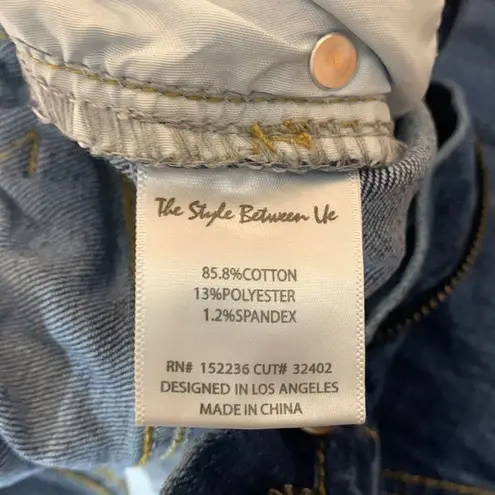 The Style Between Us
85.8%COTTON
13%POLYESTER
1.2%SPANDEX
RN# 152236 CUT# 32402
DESIGNED IN LOS ANGELES
MADE IN CHINA